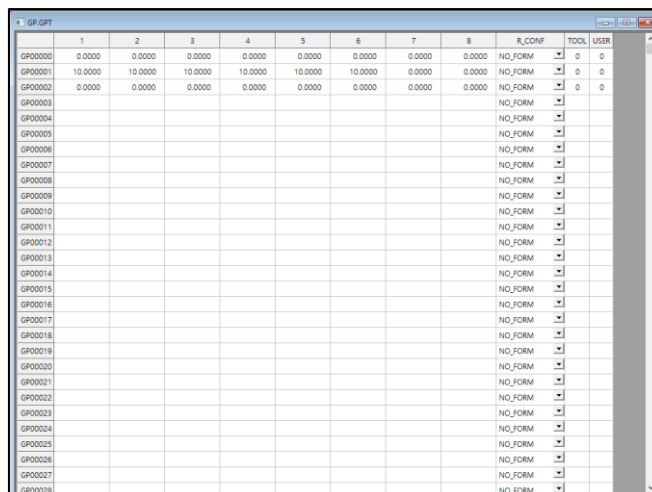 GP.GPT
1 2 3 4 5 6 7 8 R_CONF TOOL USER
GP00000 0.0000 0.0000 0.0000 0.0000 0.0000 0.0000 0.0000 0.0000 NO_FORM 0 0
GP00001 10.0000 10.0000 10.0000 10.0000 10.0000 10.0000 0.0000 0.0000 NO_FORM 0 0
GP00002 0.0000 0.0000 0.0000 0.0000 0.0000 0.0000 0.0000 0.0000 NO_FORM 0 0
GP00003 NO_FORM
GP00004 NO_FORM
GP00005 NO_FORM
GP00006 NO_FORM
GP00007 NO_FORM
GP00008 NO_FORM
GP00009 NO_FORM
GP00010 NO_FORM
GP00011 NO_FORM
GP00012 NO_FORM
GP00013 NO_FORM
GP00014 NO_FORM
GP00015 NO_FORM
GP00016 NO_FORM
GP00017 NO_FORM
GP00018 NO_FORM
GP00019 NO_FORM
GP00020 NO_FORM
GP00021 NO_FORM
GP00022 NO_FORM
GP00023 NO_FORM
GP00024 NO_FORM
GP00025 NO_FORM
GP00026 NO_FORM
GP00027 NO_FORM
GP00028 NO_FORM